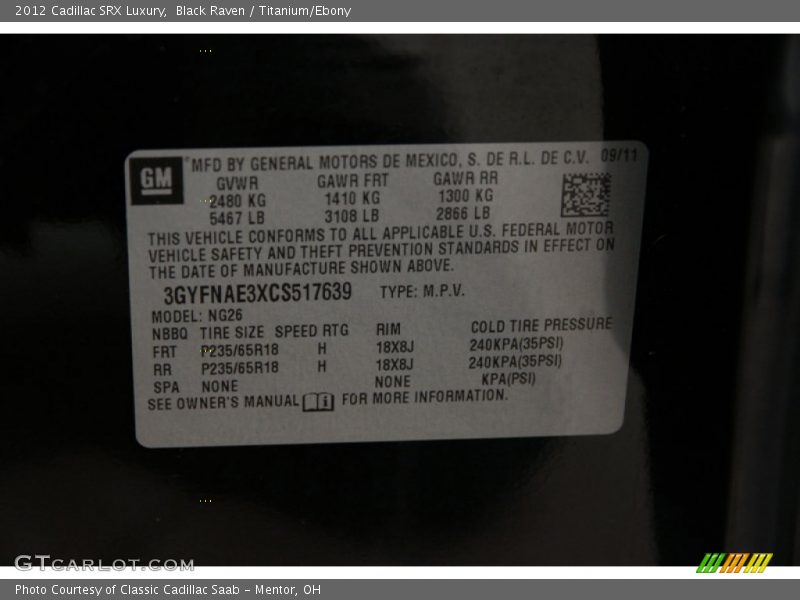 2012 Cadillac SRX Luxury, Black Raven / Titanium/Ebony
GM
MFD BY GENERAL MOTORS DE MEXICO, S. DE R.L. DE C.V. 09/11
GVWR GAWR FRT GAWR RR
2480 KG 1410 KG 1300 KG
5467 LB 3108 LB 2866 LB
THIS VEHICLE CONFORMS TO ALL APPLICABLE U.S. FEDERAL MOTOR
VEHICLE SAFETY AND THEFT PREVENTION STANDARDS IN EFFECT ON
THE DATE OF MANUFACTURE SHOWN ABOVE.
3GYFNAE3XCS517639 TYPE: M.P.V.
MODEL: NG26
NBBQ TIRE SIZE SPEED RTG RIM COLD TIRE PRESSURE
FRT P235/65R18 H 18X8J 240KPA(35PSI)
RR P235/65R18 H 18X8J 240KPA(35PSI)
SPA NONE NONE KPA(PSI)
SEE OWNER'S MANUAL FOR MORE INFORMATION.
GTCARLOT.COM
Photo Courtesy of Classic Cadillac Saab - Mentor, OH